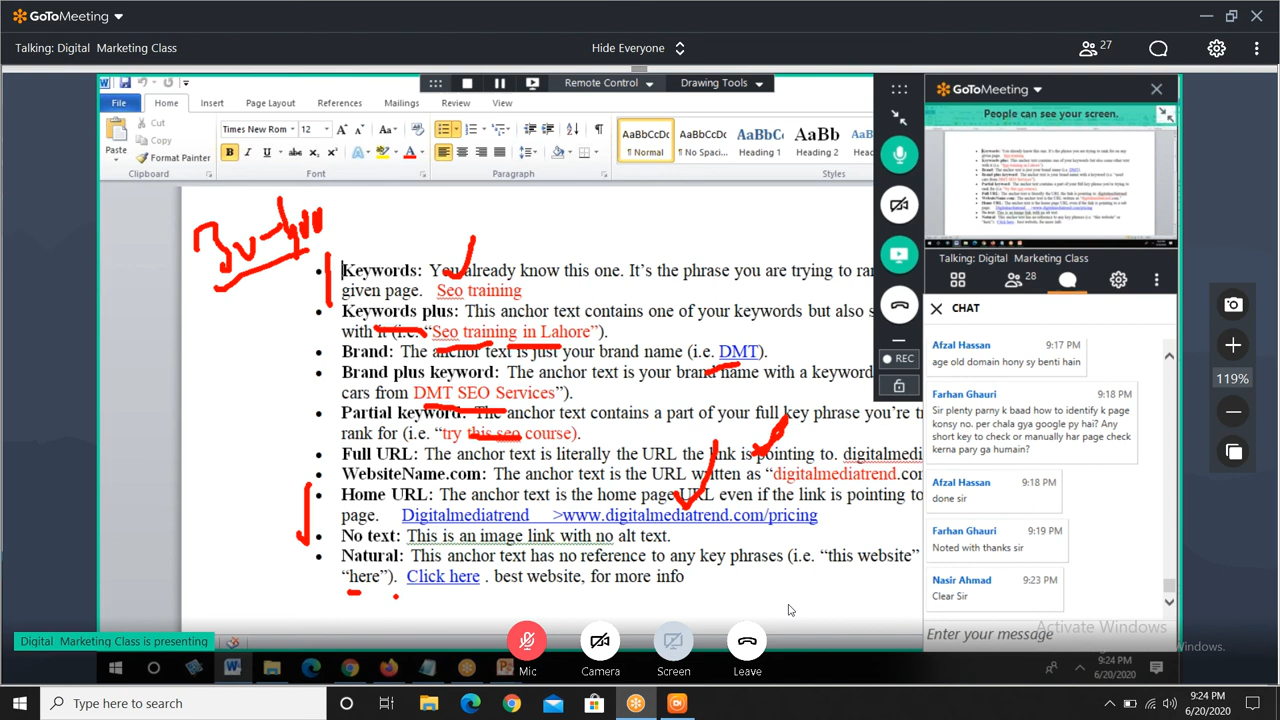 GoToMeeting
Talking: Digital Marketing Class
Hide Everyone
27
File
Home
Insert
Page Layout
References
Mailings
Review
View
Remote Control
Drawing Tools
Paste
Cut
Copy
Format Painter
Clipboard
Times New Rom
12
Font
Paragraph
AaBbCcDc
¶ Normal
AaBbCcDc
¶ No Spaci...
AaBbCc
Heading 1
AaBb
Heading 2
Styles
• Keywords: You already know this one. It's the phrase you are trying to ra
given page. Seo training
• Keywords plus: This anchor text contains one of your keywords but also s
with it (i.e. “Seo training in Lahore”).
• Brand: The anchor text is just your brand name (i.e. DMT).
• Brand plus keyword: The anchor text is your brand name with a keyword
cars from DMT SEO Services”).
• Partial keyword: The anchor text contains a part of your full key phrase you're t
rank for (i.e. “try this seo course).
• Full URL: The anchor text is literally the URL the link is pointing to. digitalmedi
• WebsiteName.com: The anchor text is the URL written as “digitalmediatrend.co
• Home URL: The anchor text is the home page URL even if the link is pointing to
page. Digitalmediatrend >www.digitalmediatrend.com/pricing
• No text: This is an image link with no alt text.
• Natural: This anchor text has no reference to any key phrases (i.e. “this website”
“here”). Click here . best website, for more info
REC
GoToMeeting
People can see your screen.
Talking: Digital Marketing Class
28
CHAT
Afzal Hassan 9:17 PM
age old domain hony sy benti hain
Farhan Ghauri 9:18 PM
Sir plenty parny k baad how to identify k page
konsy no. per chala gya google py hai? Any
short key to check or manually har page check
kerna pary ga humain?
Afzal Hassan 9:18 PM
done sir
Farhan Ghauri 9:19 PM
Noted with thanks sir
Nasir Ahmad 9:23 PM
Clear Sir
Enter your message
Activate Windows
119%
Digital Marketing Class is presenting
Mic
Camera
Screen
Leave
9:24 PM
6/20/2020
Type here to search
9:24 PM
6/20/2020